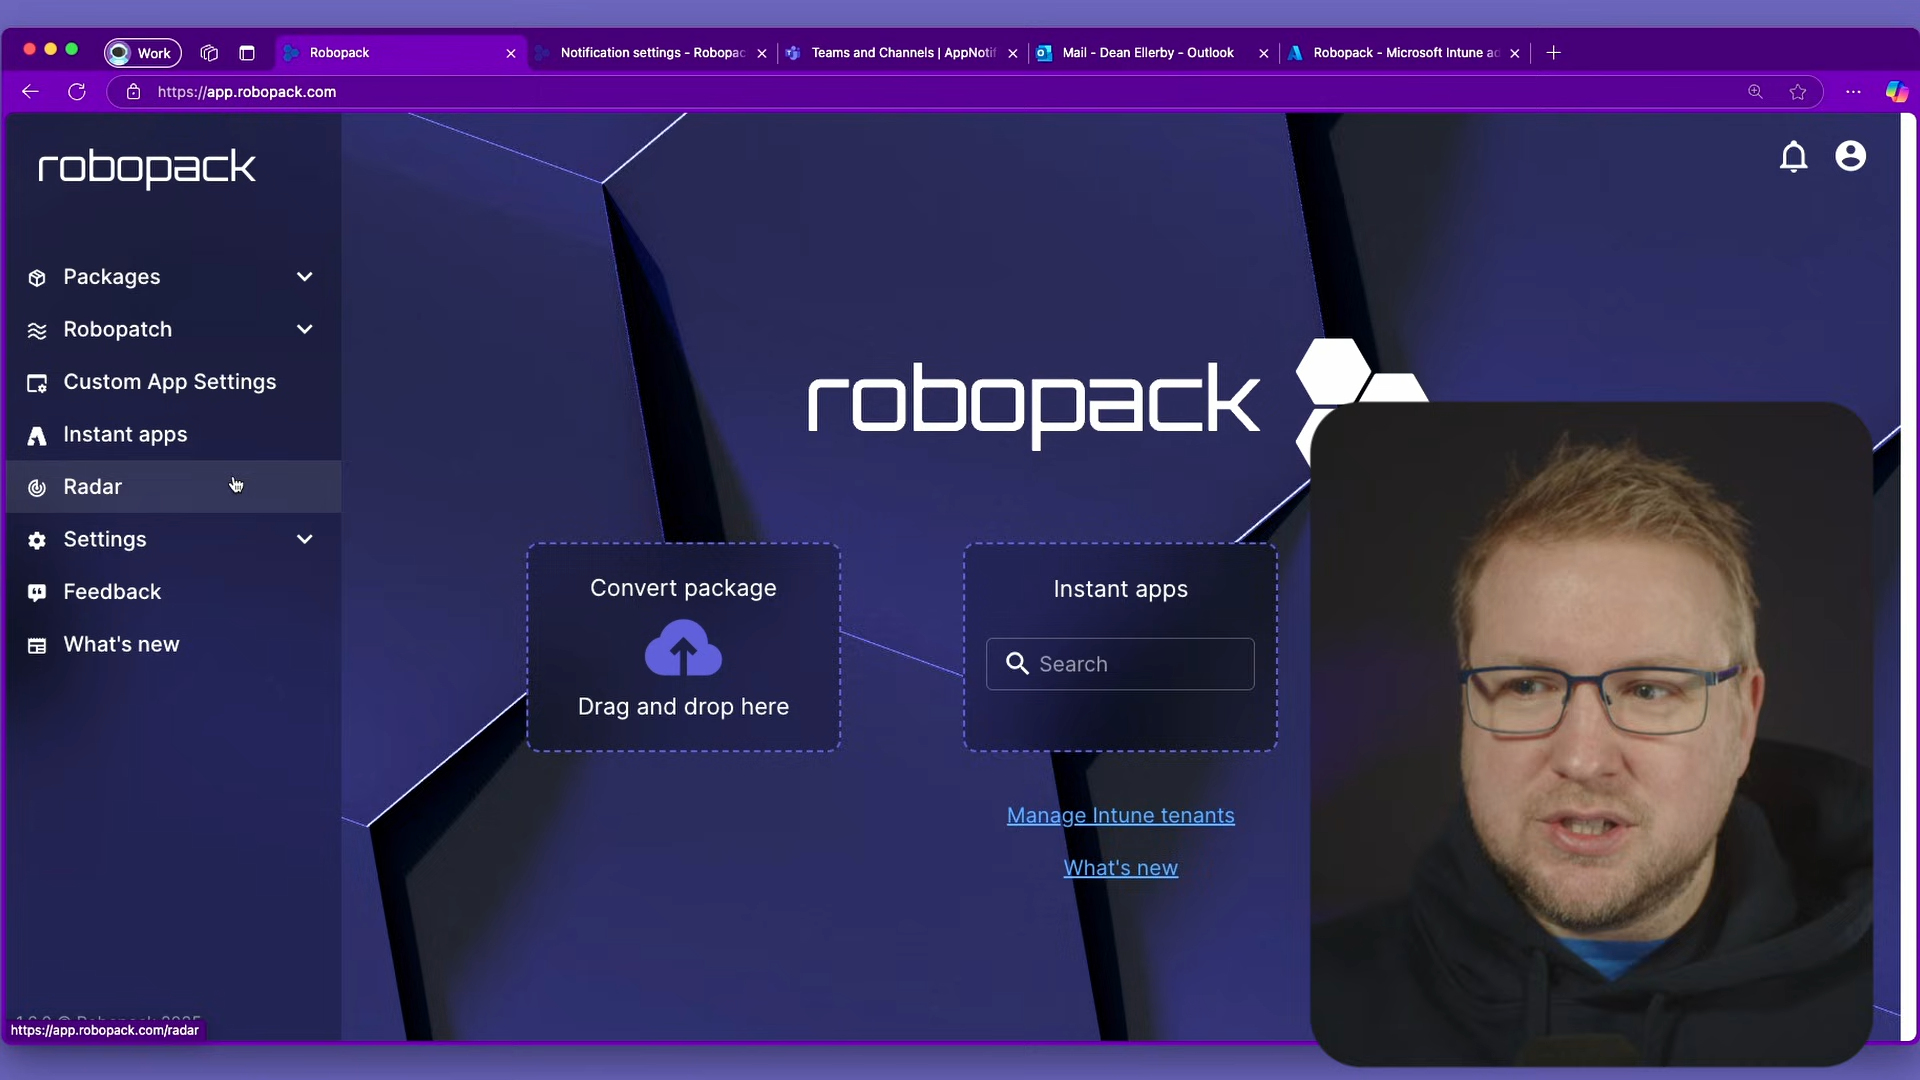 Work
Robopack
Notification settings - Robopac
Teams and Channels | AppNotif
Mail - Dean Ellerby - Outlook
Robopack - Microsoft Intune ad
https://app.robopack.com
robopack
Packages
Robopatch
Custom App Settings
Instant apps
Radar
Settings
Feedback
What's new
robopack
Convert package
Drag and drop here
Instant apps
Search
Manage Intune tenants
What's new
https://app.robopack.com/radar